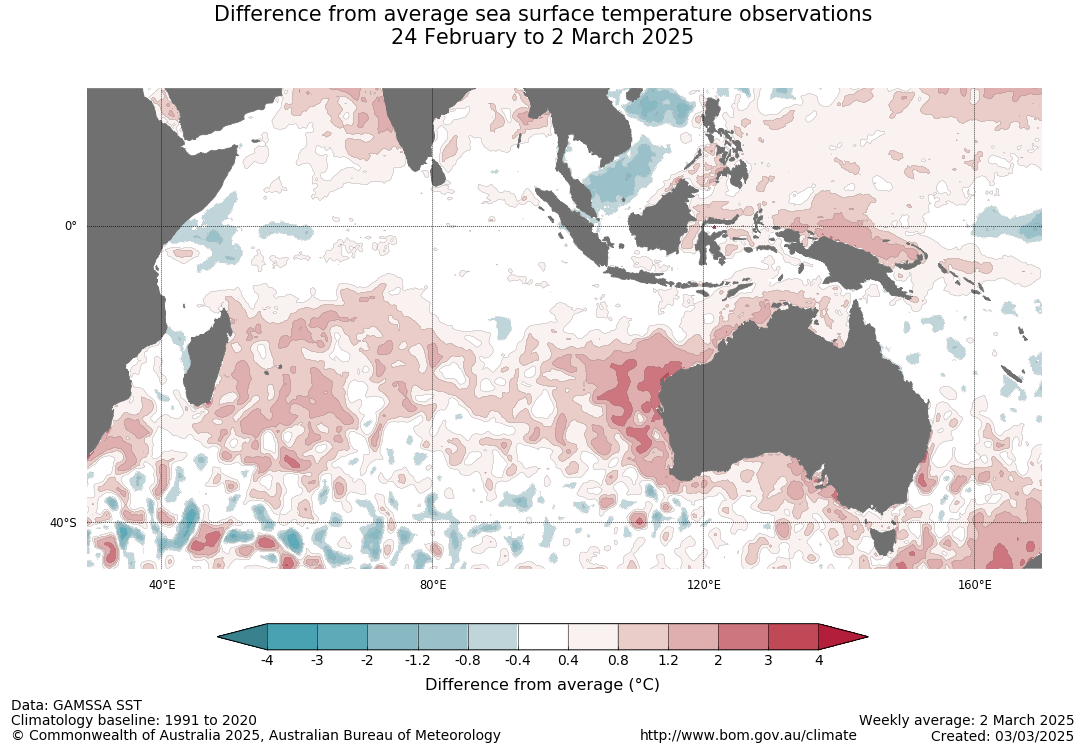 Difference from average sea surface temperature observations
24 February to 2 March 2025
0°
40°S
40°E 80°E 120°E 160°E
-4 -3 -2 -1.2 -0.8 -0.4 0.4 0.8 1.2 2 3 4
Difference from average (°C)
Data: GAMSSA SST
Climatology baseline: 1991 to 2020
© Commonwealth of Australia 2025, Australian Bureau of Meteorology
http://www.bom.gov.au/climate
Weekly average: 2 March 2025
Created: 03/03/2025